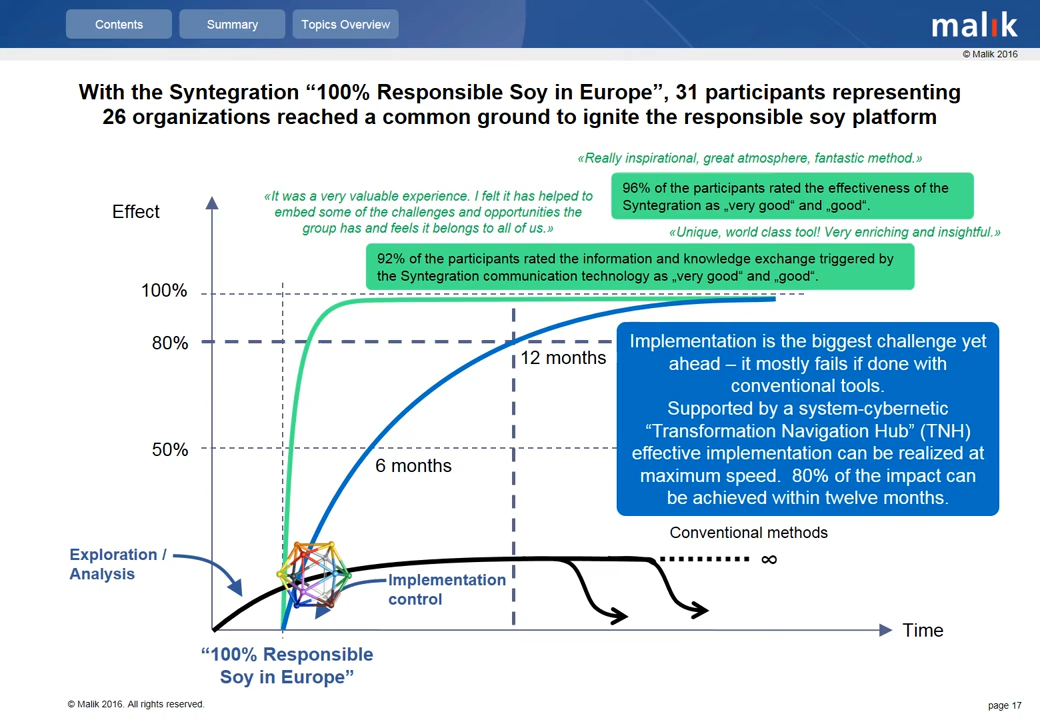 Contents
Summary
Topics Overview
malik
© Malik 2016
With the Syntegration “100% Responsible Soy in Europe”, 31 participants representing
26 organizations reached a common ground to ignite the responsible soy platform
«Really inspirational, great atmosphere, fantastic method.»
96% of the participants rated the effectiveness of the
Syntegration as „very good“ and „good“.
«It was a very valuable experience. I felt it has helped to
embed some of the challenges and opportunities the
group has and feels it belongs to all of us.»
«Unique, world class tool! Very enriching and insightful.»
92% of the participants rated the information and knowledge exchange triggered by
the Syntegration communication technology as „very good“ and „good“.
Effect
100%
80%
50%
12 months
6 months
Implementation is the biggest challenge yet
ahead – it mostly fails if done with
conventional tools.
Supported by a system-cybernetic
“Transformation Navigation Hub” (TNH)
effective implementation can be realized at
maximum speed. 80% of the impact can
be achieved within twelve months.
Conventional methods
∞
Exploration /
Analysis
Implementation
control
Time
“100% Responsible
Soy in Europe”
© Malik 2016. All rights reserved.
page 17